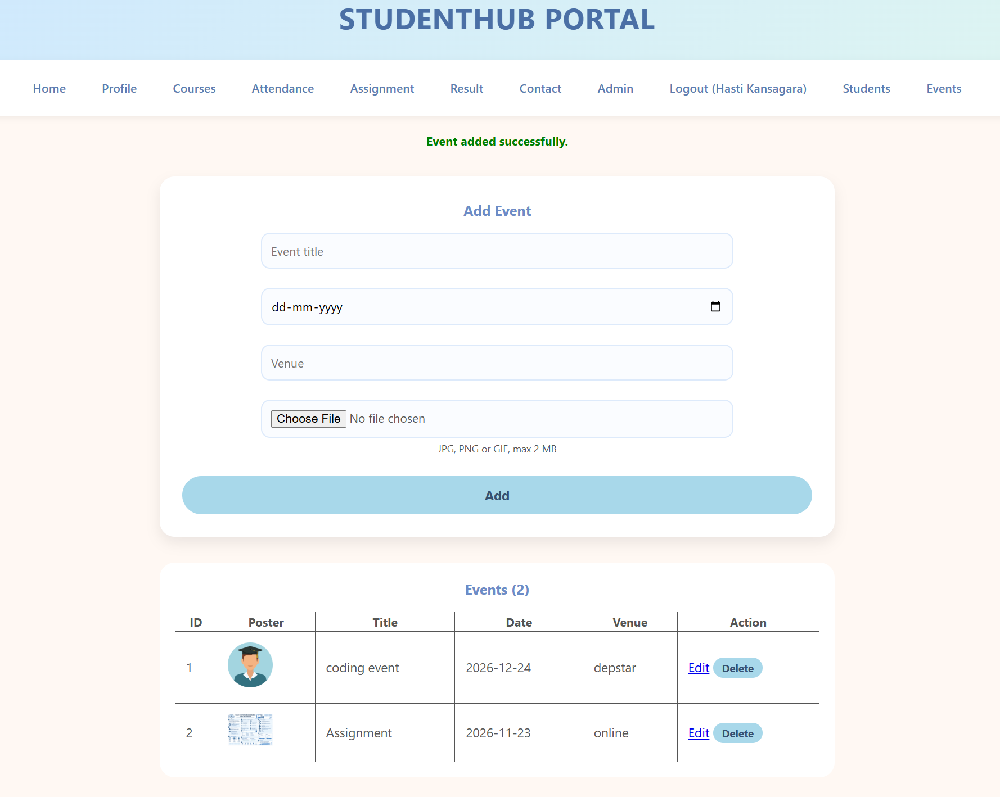 STUDENTHUB PORTAL
Home Profile Courses Attendance Assignment Result Contact Admin Logout (Hasti Kansagara) Students Events
Event added successfully.
Add Event
Event title
dd-mm-yyyy
Venue
Choose File No file chosen
JPG, PNG or GIF, max 2 MB
Add
Events (2)
ID Poster Title Date Venue Action
1 coding event 2026-12-24 depstar Edit Delete
2 Assignment 2026-11-23 online Edit Delete